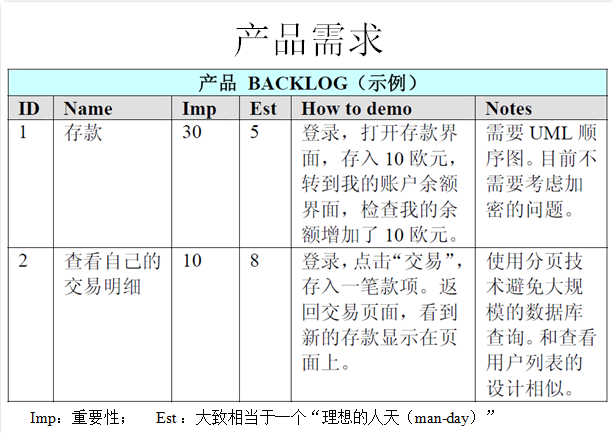 产品需求
产品 BACKLOG（示例）
ID Name Imp Est How to demo Notes
1 存款 30 5 登录，打开存款界 需要 UML 顺
面，存入 10 欧元， 序图。目前不
转到我的账户余额 需要考虑加
界面，检查我的余 密的问题。
额增加了 10 欧元。
2 查看自己的 10 8 登录，点击“交易”， 使用分页技
交易明细 存入一笔款项。返 术避免大规
回交易页面，看到 模的数据库
新的存款显示在页 查询。和查看
面上。 用户列表的
设计相似。
Imp：重要性； Est：大致相当于一个“理想的人天（man-day）”